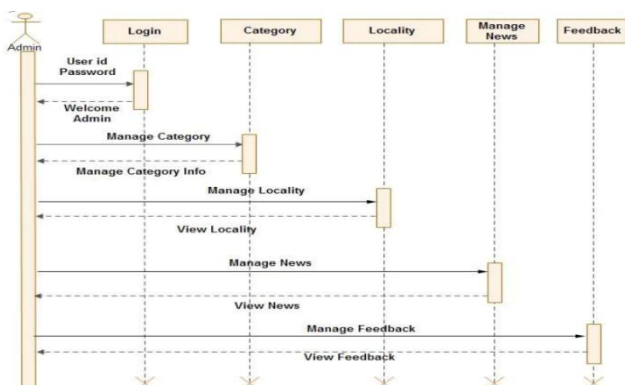 Login
Category
Locality
Manage
News
Feedback
Admin
User id
Password
Welcome
Admin
Manage Category
Manage Category Info
Manage Locality
View Locality
Manage News
View News
Manage Feedback
View Feedback